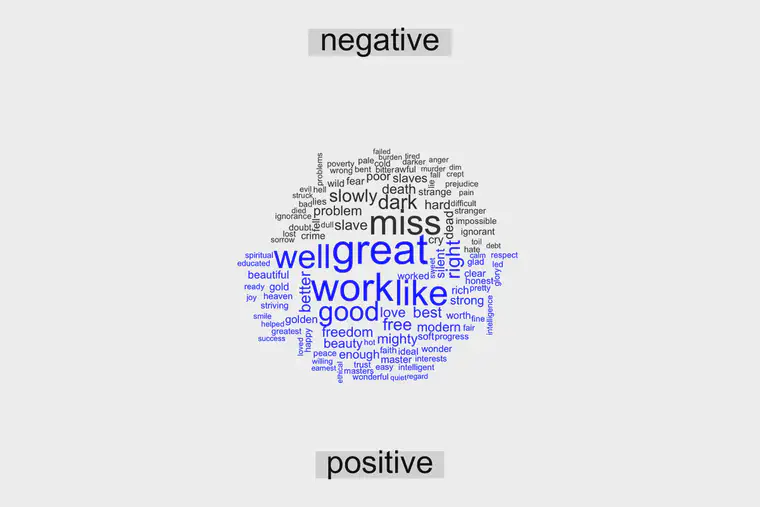 negative
failed
burden tired
problems poverty pale cold darker anger
wrong bent bitter awful murder dim
poor fall crept
wild fear slaves lie prejudice
evil hell death strange pain
struck slowly
bad lies dark hard difficult
died problem miss stranger
ignorance fell dead impossible
doubt dull slave ignorant
lost crime cry toil
sorrow hate debt
spiritual well great silent right calm respect
educated sweet glad led
beautiful worked clear glory
ready gold better work like honest
joy heaven rich pretty
striving strong intelligence
good love best worth
smile golden free fine
helped modern fair
greatest freedom mighty soft progress
success happy beauty hot
loved peace enough faith ideal wonder
willing master interests
earnest trust easy intelligent
ethical masters
wonderful quiet regard
positive